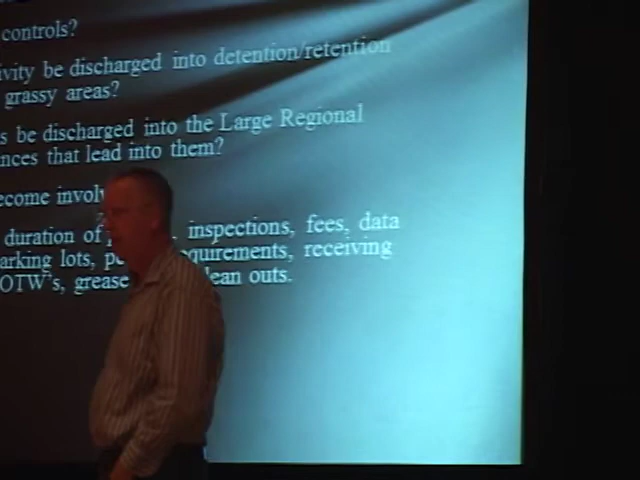 controls?
ivity be discharged into detention/retention
grassy areas?
s be discharged into the Large Regional
nces that lead into them?
ecome involv
duration of inspections, fees, data
arking lots, quirements, receiving
OTW's, grease lean outs.